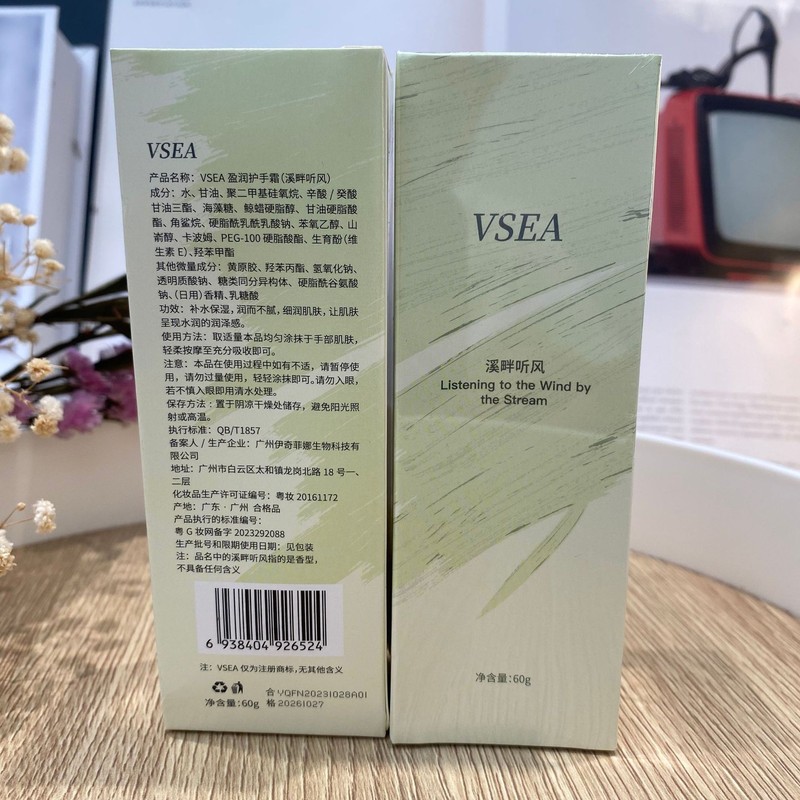 VSEA
产品名称：VSEA 盈润护手霜（溪畔听风）
成分：水、甘油、聚二甲基硅氧烷、辛酸 / 癸酸
甘油三酯、海藻糖、鲸蜡硬脂醇、甘油硬脂酸
酯、角鲨烷、硬脂酰乳酰乳酸钠、苯氧乙醇、山
嵛醇、卡波姆、PEG-100 硬脂酸酯、生育酚（维
生素 E）、羟苯甲酯
其他微量成分：黄原胶、羟苯丙酯、氢氧化钠、
透明质酸钠、糖类同分异构体、硬脂酰谷氨酸
钠、（日用）香精、乳糖酸
功效：补水保湿，润而不腻，细润肌肤，让肌肤
呈现水润的润泽感。
使用方法：取适量本品均匀涂抹于手部肌肤，
轻柔按摩至充分吸收即可。
注意：本品在使用过程中如有不适，请暂停使
用，请勿过量使用，轻轻涂抹即可。请勿入眼，
若不慎入眼即用清水处理。
保存方法：置于阴凉干燥处储存，避免阳光照
射或高温。
执行标准：QB/T1857
备案人 / 生产企业：广州伊奇菲娜生物科技有
限公司
地址：广州市白云区太和镇龙岗北路 18 号一、
二层
化妆品生产许可证编号：粤妆 20161172
产地：广东 · 广州 合格品
产品执行的标准编号：
粤 G 妆网备字 2023292088
生产批号和限期使用日期：见包装
注：品名中的溪畔听风指的是香型，
不具备任何含义
6 938404 926524
注：VSEA 仅为注册商标，无其他含义
合 YQFN20231028A01
净含量：60g 格 20261027
VSEA
溪畔听风
Listening to the Wind by
the Stream
净含量：60g